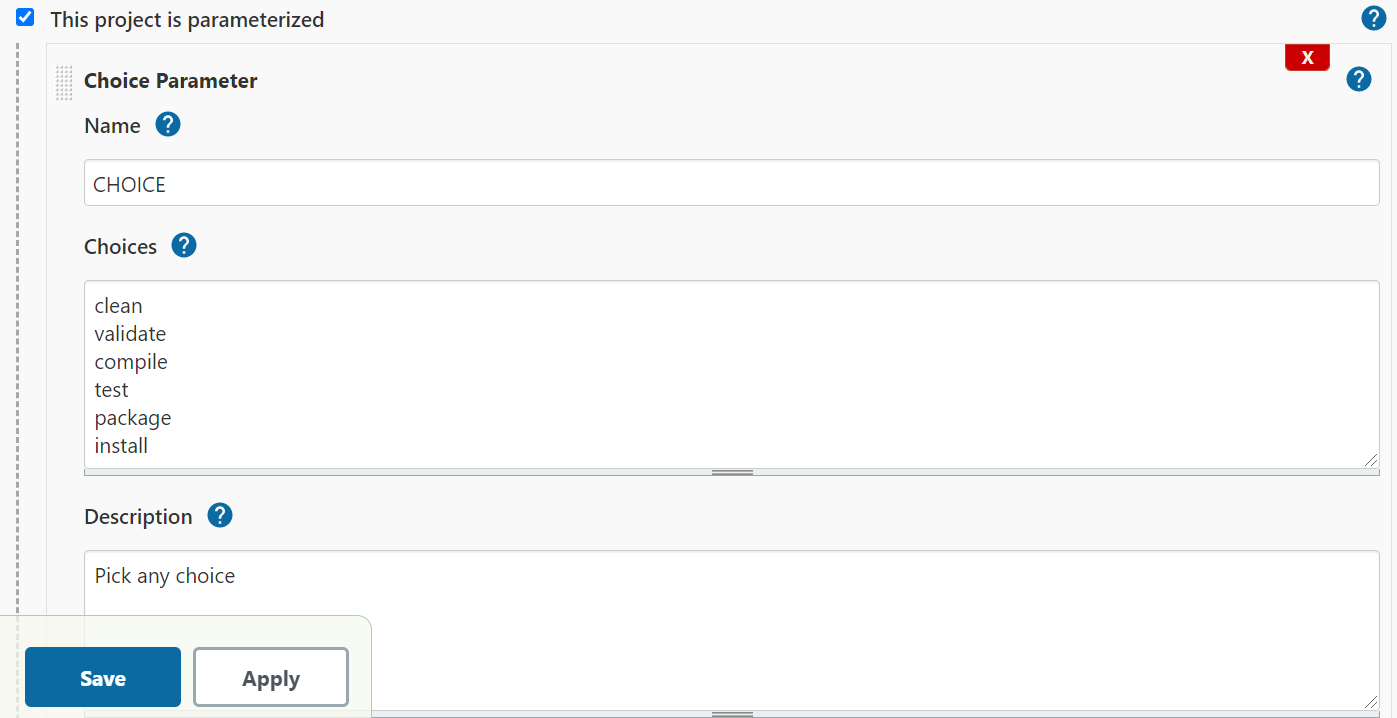 This project is parameterized
?
X
Choice Parameter
?
Name ?
CHOICE
Choices ?
clean
validate
compile
test
package
install
Description ?
Pick any choice
Save Apply